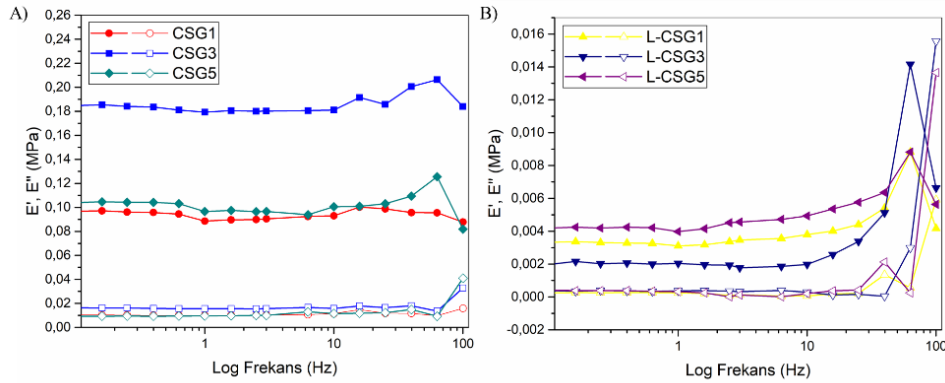 A)
0,26
0,24
0,22
0,20
0,18
0,16
0,14
0,12
0,10
0,08
0,06
0,04
0,02
0,00
E', E'' (MPa)
CSG1
CSG3
CSG5
1
10
100
Log Frekans (Hz)
B)
0,016
0,014
0,012
0,010
0,008
0,006
0,004
0,002
0,000
-0,002
E', E'' (MPa)
L-CSG1
L-CSG3
L-CSG5
1
10
100
Log Frekans (Hz)